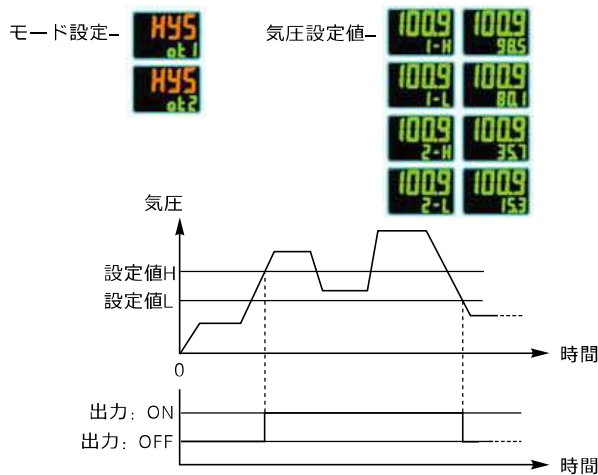 モード設定-
HYS
ot1
HYS
ot2
気圧設定値-
100.9
1-H
100.9
98.5
100.9
1-L
100.9
80.1
100.9
2-H
100.9
35.7
100.9
2-L
100.9
15.3
気圧
設定値H
設定値L
0
時間
出力: ON
出力: OFF
時間